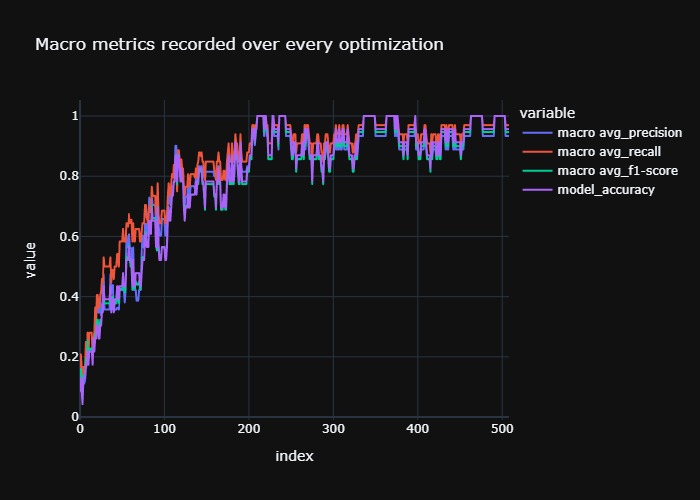 Macro metrics recorded over every optimization
variable
macro avg_precision
macro avg_recall
macro avg_f1-score
model_accuracy
1
0.8
0.6
0.4
0.2
0
value
0 100 200 300 400 500
index